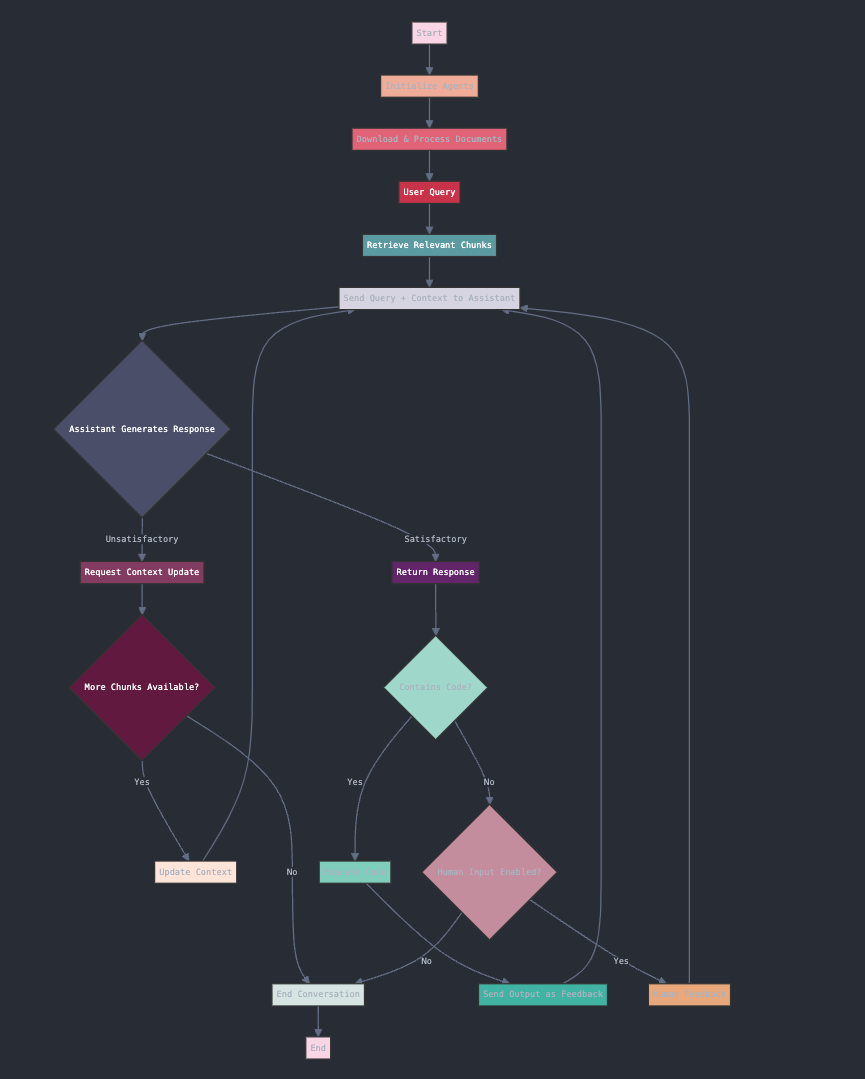 Start
Initialize Agents
Download & Process Documents
User Query
Retrieve Relevant Chunks
Send Query + Context to Assistant
Assistant Generates Response
Unsatisfactory
Satisfactory
Request Context Update
Return Response
More Chunks Available?
Contains Code?
Yes
Yes
No
Update Context
No
Human Input Enabled?
No
Yes
End Conversation
Send Output as Feedback
End